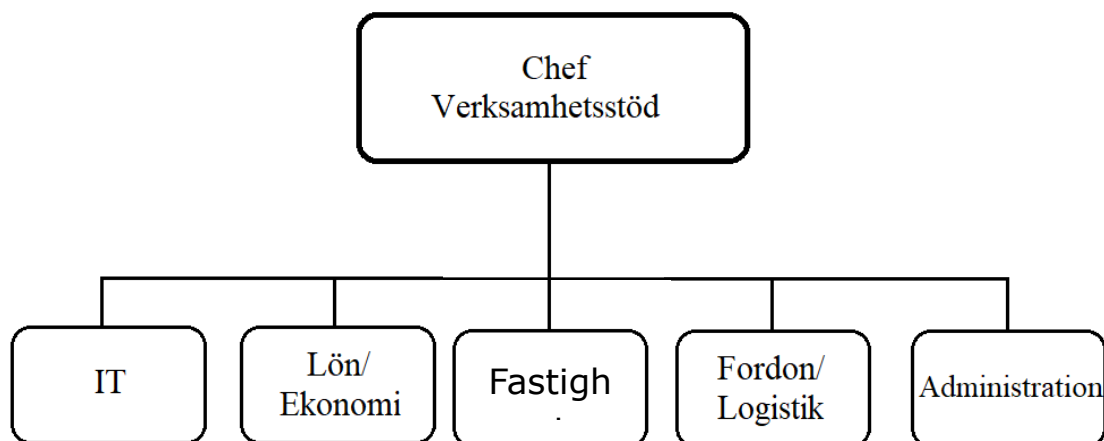 Chef
Verksamhetsstöd
IT
Lön/
Ekonomi
Fastigh
Fordon/
Logistik
Administration